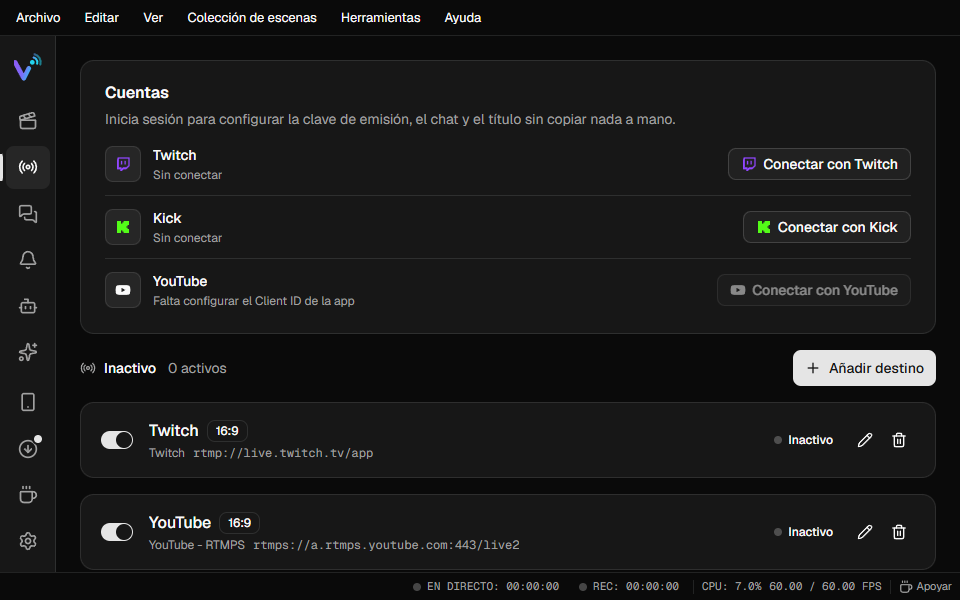 Archivo Editar Ver Colección de escenas Herramientas Ayuda
Cuentas
Inicia sesión para configurar la clave de emisión, el chat y el título sin copiar nada a mano.
Twitch
Sin conectar
Conectar con Twitch
Kick
Sin conectar
Conectar con Kick
YouTube
Falta configurar el Client ID de la app
Conectar con YouTube
Inactivo 0 activos
Añadir destino
Twitch 16:9
Twitch rtmp://live.twitch.tv/app
Inactivo
YouTube 16:9
YouTube - RTMPS rtmps://a.rtmps.youtube.com:443/live2
Inactivo
EN DIRECTO: 00:00:00 REC: 00:00:00 CPU: 7.0% 60.00 / 60.00 FPS Apoyar